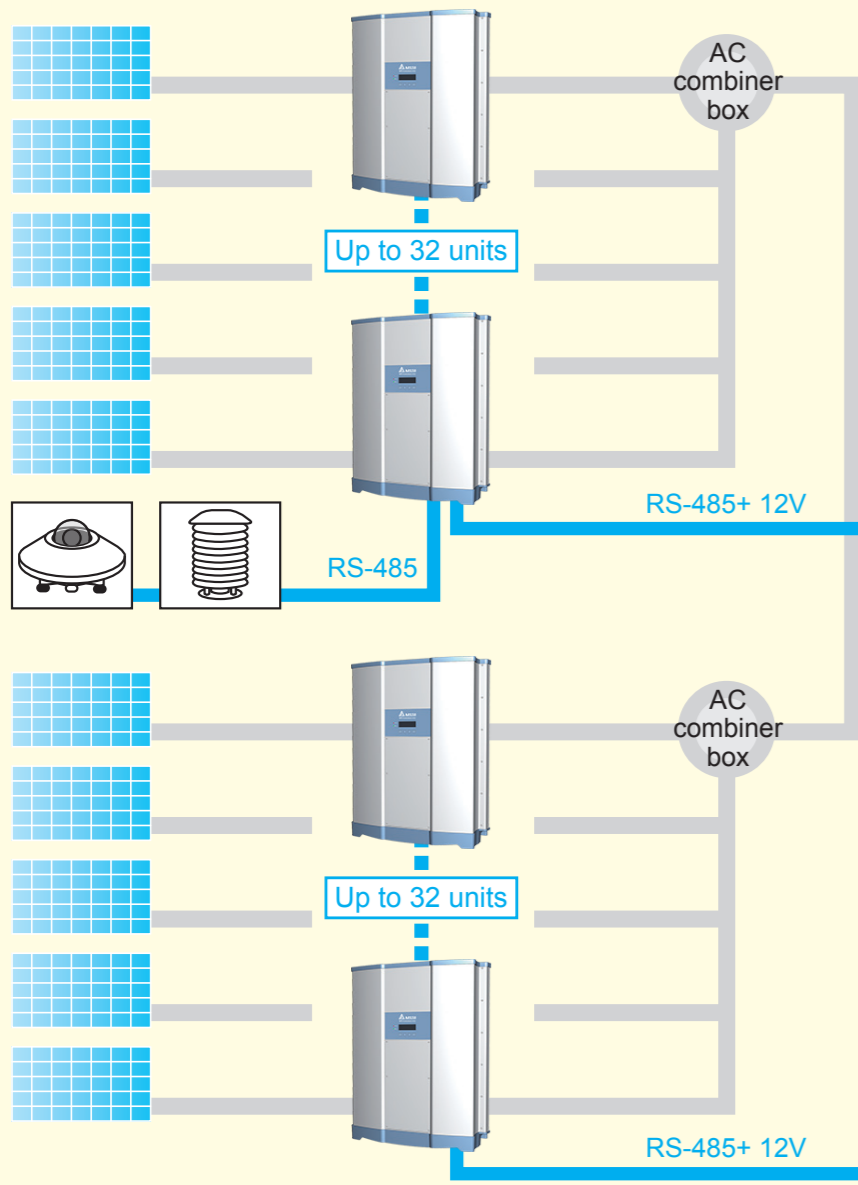 AC
combiner
box
Up to 32 units
RS-485+ 12V
RS-485
AC
combiner
box
Up to 32 units
RS-485+ 12V